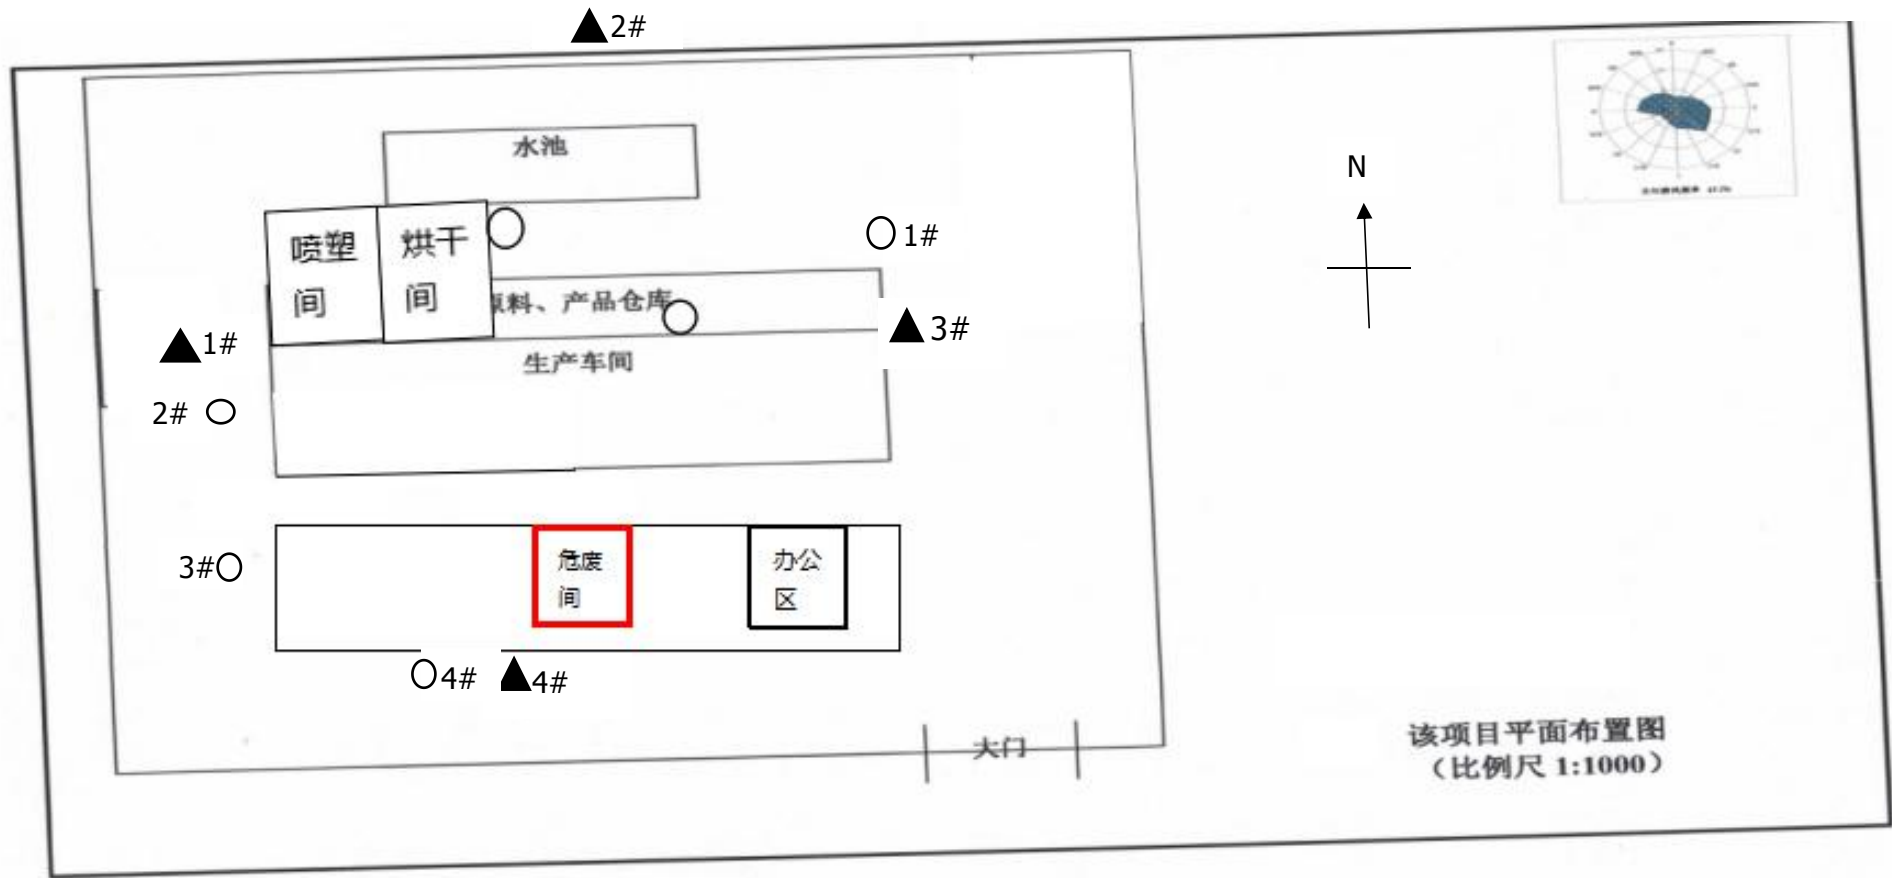 ▲2#
水池
N
喷塑
间
烘干
间
○1#
原料、产品仓库
▲1#
▲3#
生产车间
2# ○
3#○
危废
间
办公
区
○4# ▲4#
大门
该项目平面布置图
（比例尺 1:1000）